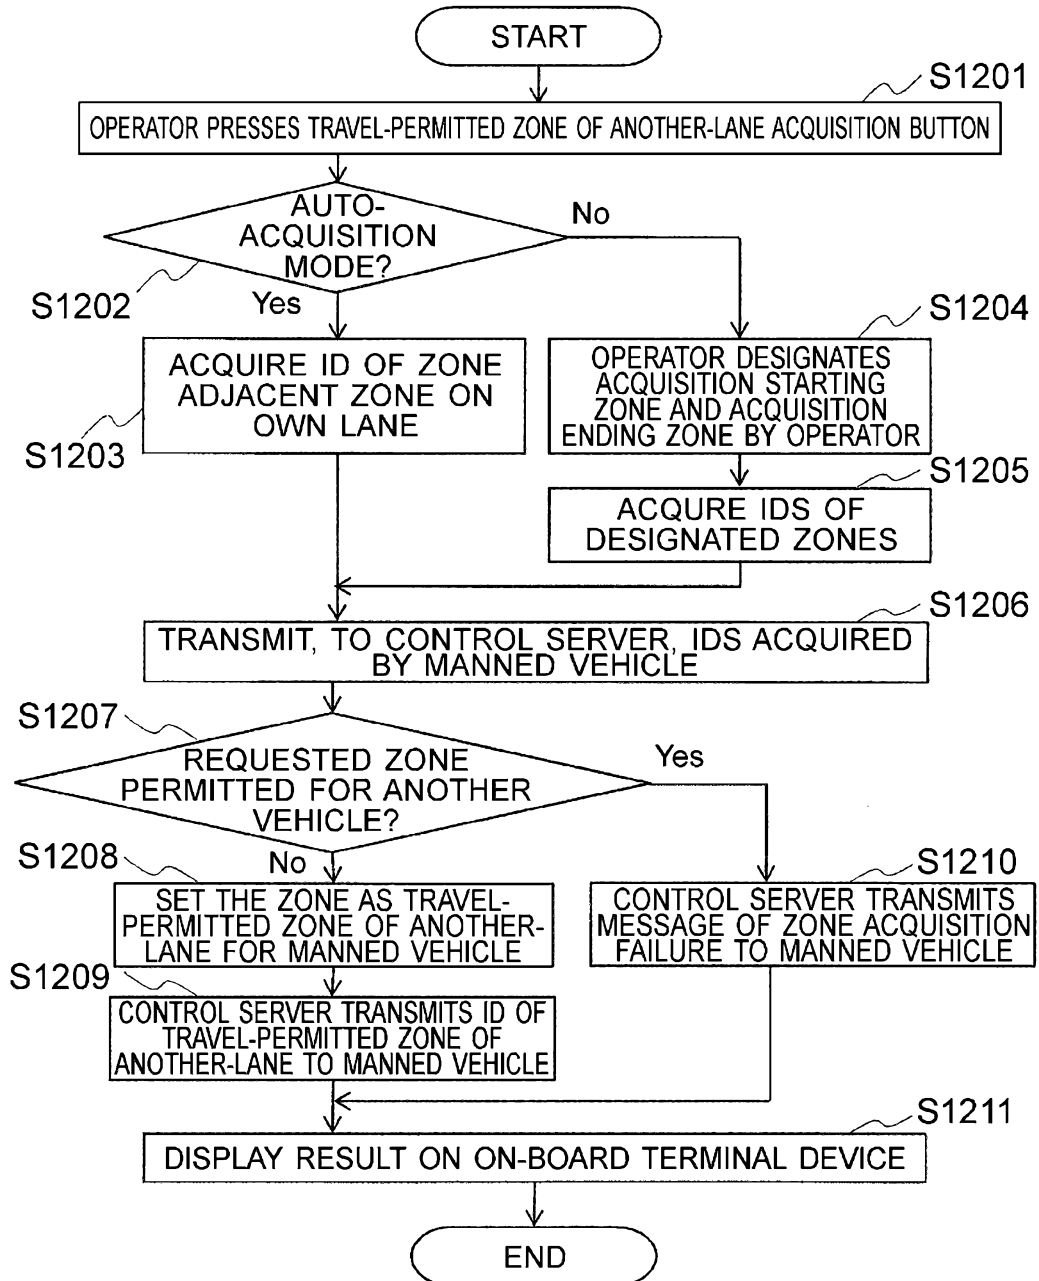 START
S1201
OPERATOR PRESSES TRAVEL-PERMITTED ZONE OF ANOTHER-LANE ACQUISITION BUTTON
AUTO-
ACQUISITION
MODE?
No
S1202
Yes
S1204
ACQUIRE ID OF ZONE
ADJACENT ZONE ON
OWN LANE
S1203
OPERATOR DESIGNATES
ACQUISITION STARTING
ZONE AND ACQUISITION
ENDING ZONE BY OPERATOR
S1205
ACQURE IDS OF
DESIGNATED ZONES
S1206
TRANSMIT, TO CONTROL SERVER, IDS ACQUIRED
BY MANNED VEHICLE
S1207
REQUESTED ZONE
PERMITTED FOR ANOTHER
VEHICLE?
Yes
No
S1208
SET THE ZONE AS TRAVEL-
PERMITTED ZONE OF ANOTHER-
LANE FOR MANNED VEHICLE
S1210
CONTROL SERVER TRANSMITS
MESSAGE OF ZONE ACQUISITION
FAILURE TO MANNED VEHICLE
S1209
CONTROL SERVER TRANSMITS ID OF
TRAVEL-PERMITTED ZONE OF
ANOTHER-LANE TO MANNED VEHICLE
S1211
DISPLAY RESULT ON ON-BOARD TERMINAL DEVICE
END